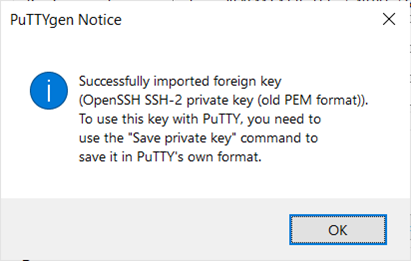 PuTTYgen Notice
Successfully imported foreign key
(OpenSSH SSH-2 private key (old PEM format)).
To use this key with PuTTY, you need to
use the "Save private key" command to
save it in PuTTY's own format.
OK